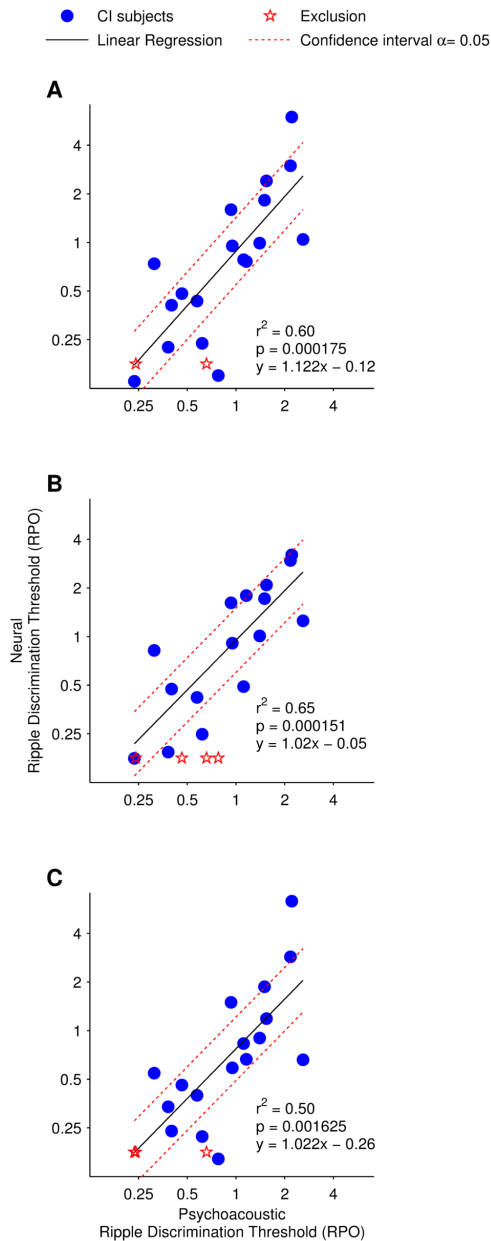 CI subjects
Exclusion
Linear Regression
Confidence interval α= 0.05
A
4
2
1
0.5
0.25
r² = 0.60
p = 0.000175
y = 1.122x − 0.12
0.25 0.5 1 2 4
B
Neural
Ripple Discrimination Threshold (RPO)
4
2
1
0.5
0.25
r² = 0.65
p = 0.000151
y = 1.02x − 0.05
0.25 0.5 1 2 4
C
4
2
1
0.5
0.25
r² = 0.50
p = 0.001625
y = 1.022x − 0.26
0.25 0.5 1 2 4
Psychoacoustic
Ripple Discrimination Threshold (RPO)